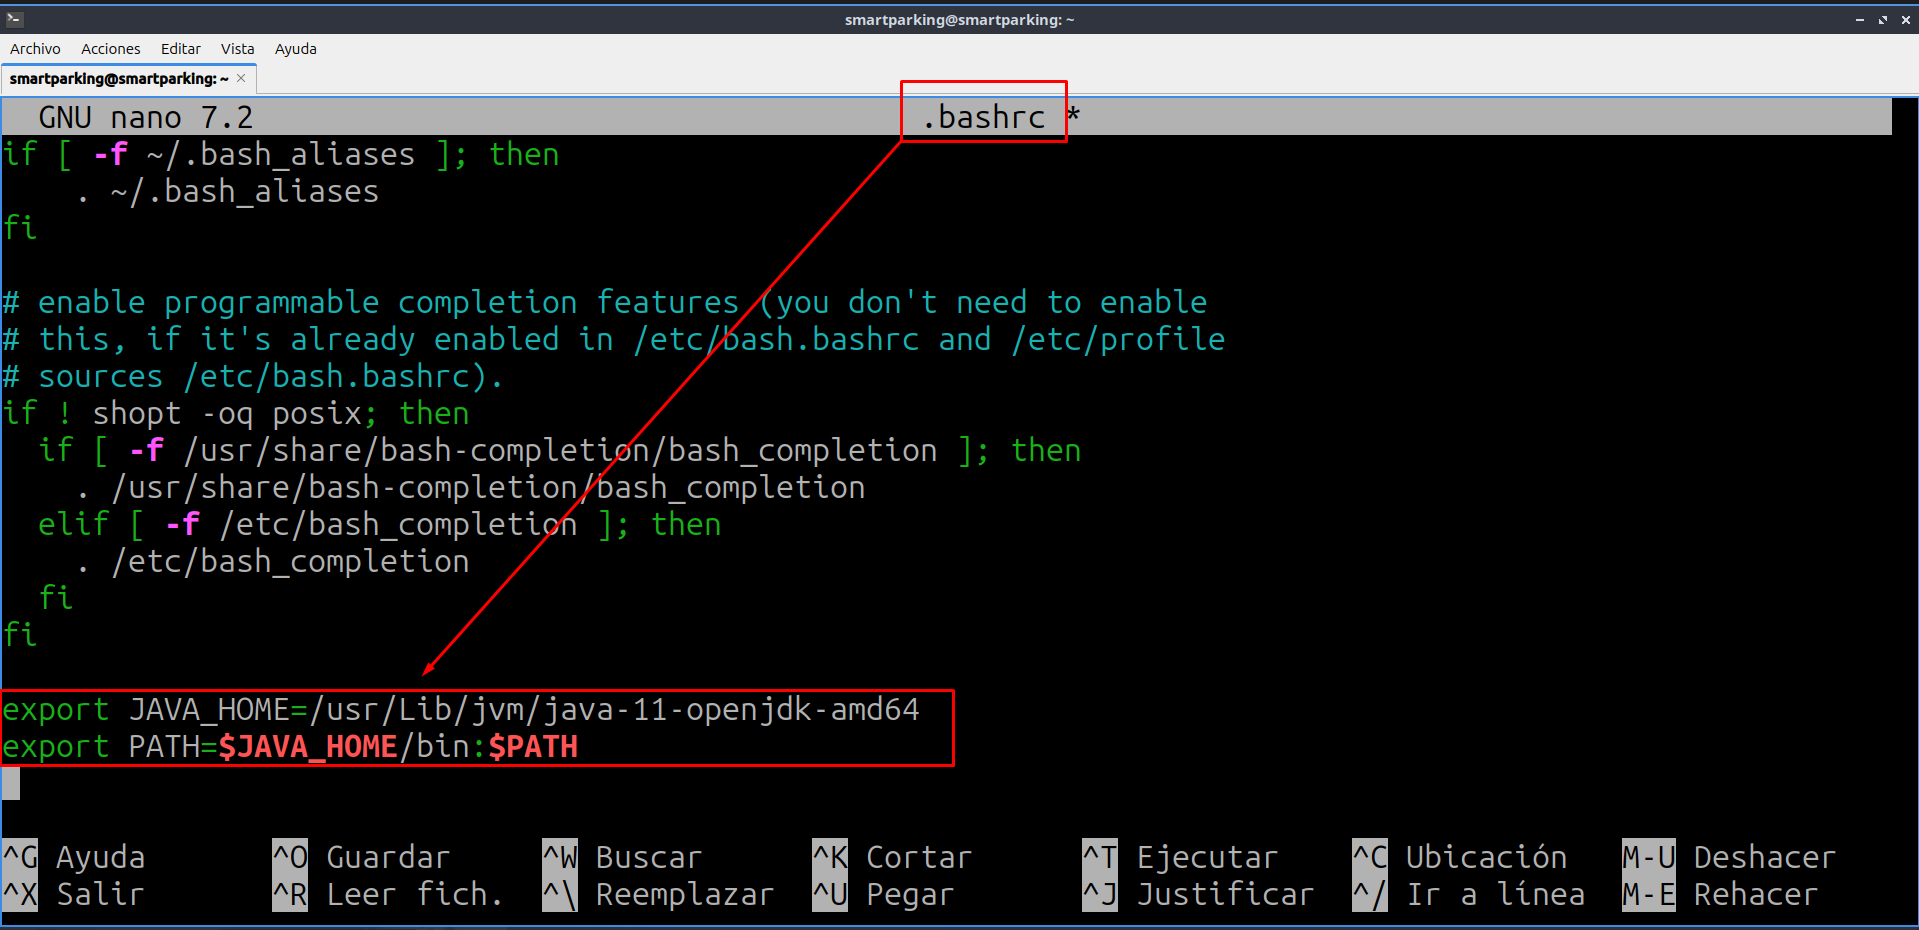 smartparking@smartparking: ~
Archivo Acciones Editar Vista Ayuda
smartparking@smartparking: ~
GNU nano 7.2 .bashrc *
if [ -f ~/.bash_aliases ]; then
    . ~/.bash_aliases
fi
# enable programmable completion features (you don't need to enable
# this, if it's already enabled in /etc/bash.bashrc and /etc/profile
# sources /etc/bash.bashrc).
if ! shopt -oq posix; then
  if [ -f /usr/share/bash-completion/bash_completion ]; then
    . /usr/share/bash-completion/bash_completion
  elif [ -f /etc/bash_completion ]; then
    . /etc/bash_completion
  fi
fi
export JAVA_HOME=/usr/Lib/jvm/java-11-openjdk-amd64
export PATH=$JAVA_HOME/bin:$PATH
^G Ayuda ^O Guardar ^W Buscar ^K Cortar ^T Ejecutar ^C Ubicación M-U Deshacer
^X Salir ^R Leer fich. ^\ Reemplazar ^U Pegar ^J Justificar ^/ Ir a línea M-E Rehacer